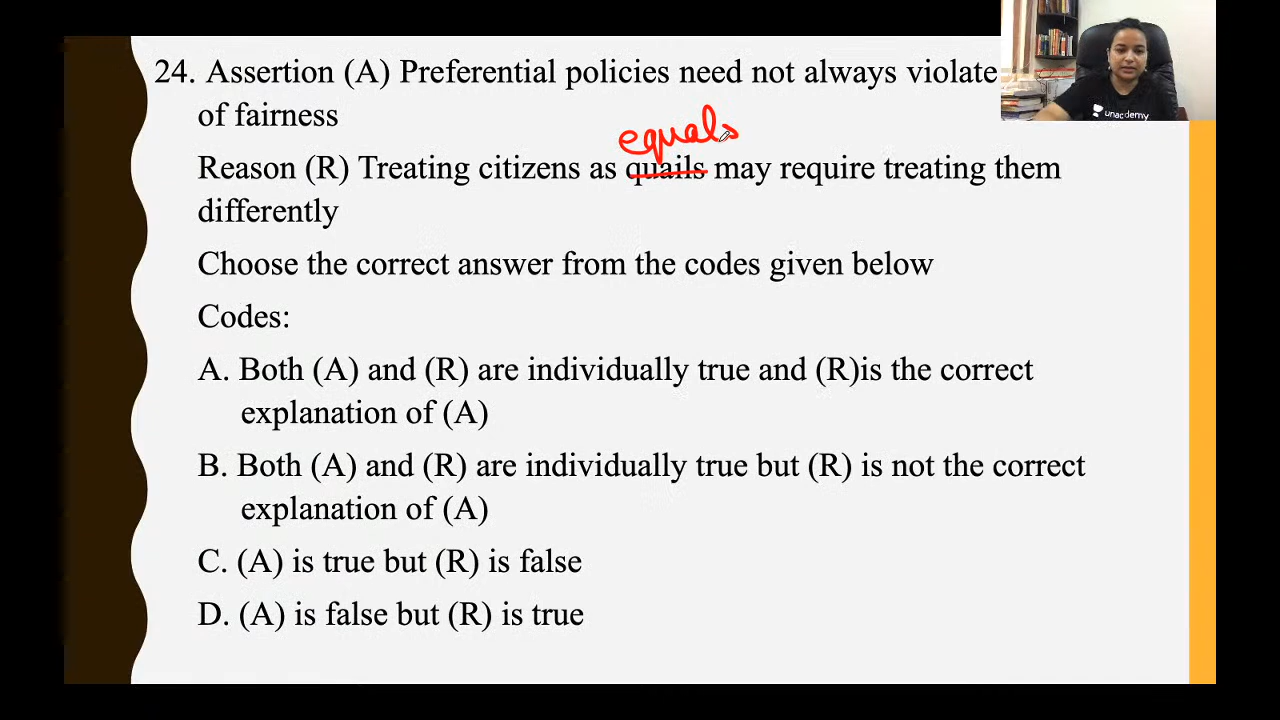 24. Assertion (A) Preferential policies need not always violate
of fairness
equals
Reason (R) Treating citizens as quails may require treating them
differently
Choose the correct answer from the codes given below
Codes:
A. Both (A) and (R) are individually true and (R)is the correct
explanation of (A)
B. Both (A) and (R) are individually true but (R) is not the correct
explanation of (A)
C. (A) is true but (R) is false
D. (A) is false but (R) is true
unacademy